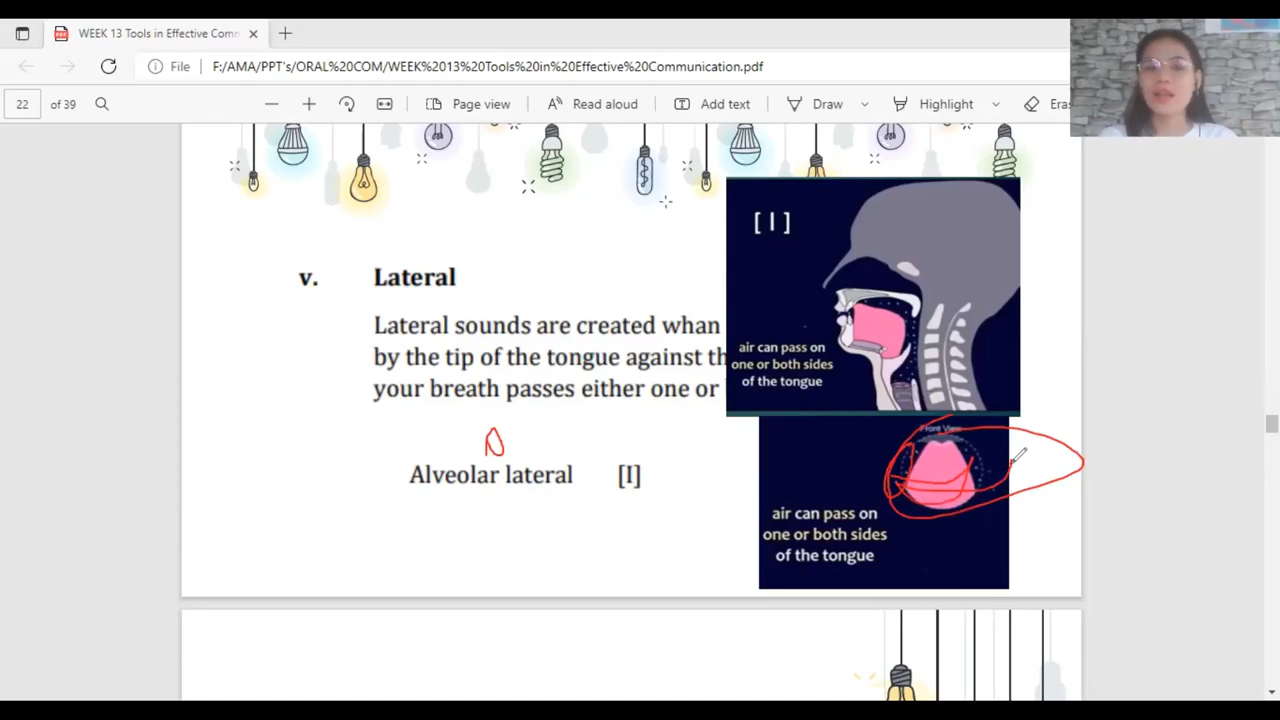 WEEK 13 Tools in Effective Comm
File
F:/AMA/PPT's/ORAL%20COM/WEEK%2013%20Tools%20in%20Effective%20Communication.pdf
22 of 39
Page view
Read aloud
Add text
Draw
Highlight
Eras
[ l ]
v. Lateral
Lateral sounds are created whan
by the tip of the tongue against th
your breath passes either one or
air can pass on
one or both sides
of the tongue
Front View
Alveolar lateral [l]
air can pass on
one or both sides
of the tongue